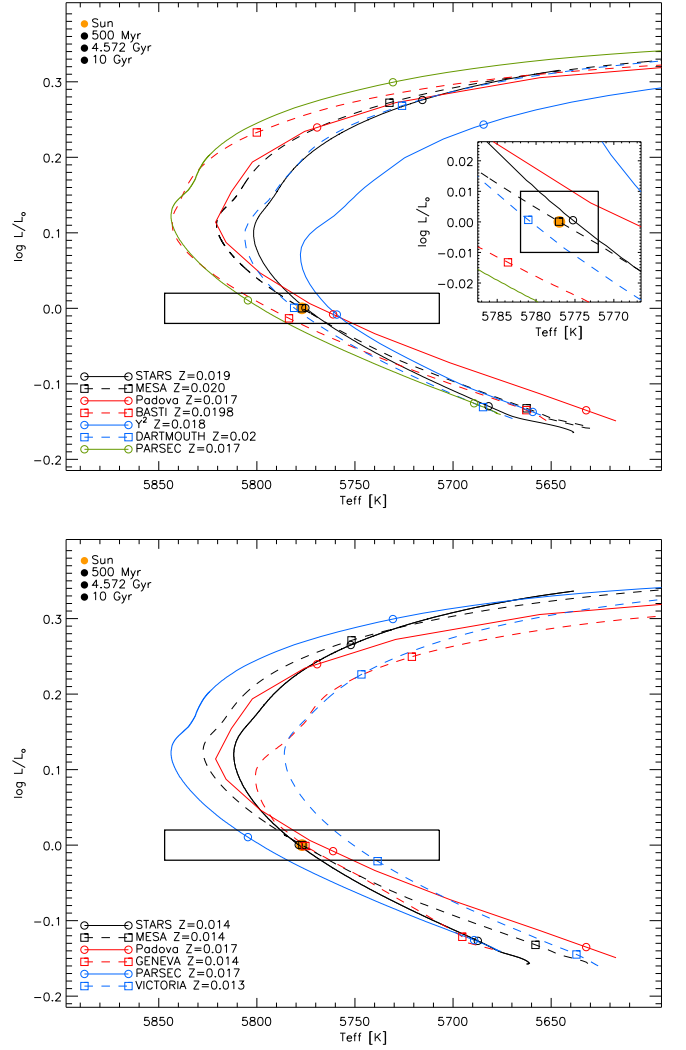 Sun
500 Myr
4.572 Gyr
10 Gyr
0.3
0.2
0.1
0.0
−0.1
−0.2
log L/L₀
0.02
0.01
0.00
−0.01
−0.02
log L/L₀
5785
5780
5775
5770
Teff [K]
STARS Z=0.019
MESA Z=0.020
Padova Z=0.017
BASTI Z=0.0198
Y² Z=0.018
DARTMOUTH Z=0.02
PARSEC Z=0.017
5850
5800
5750
5700
5650
Teff [K]
Sun
500 Myr
4.572 Gyr
10 Gyr
0.3
0.2
0.1
0.0
−0.1
−0.2
log L/L₀
STARS Z=0.014
MESA Z=0.014
Padova Z=0.017
GENEVA Z=0.014
PARSEC Z=0.017
VICTORIA Z=0.013
5850
5800
5750
5700
5650
Teff [K]